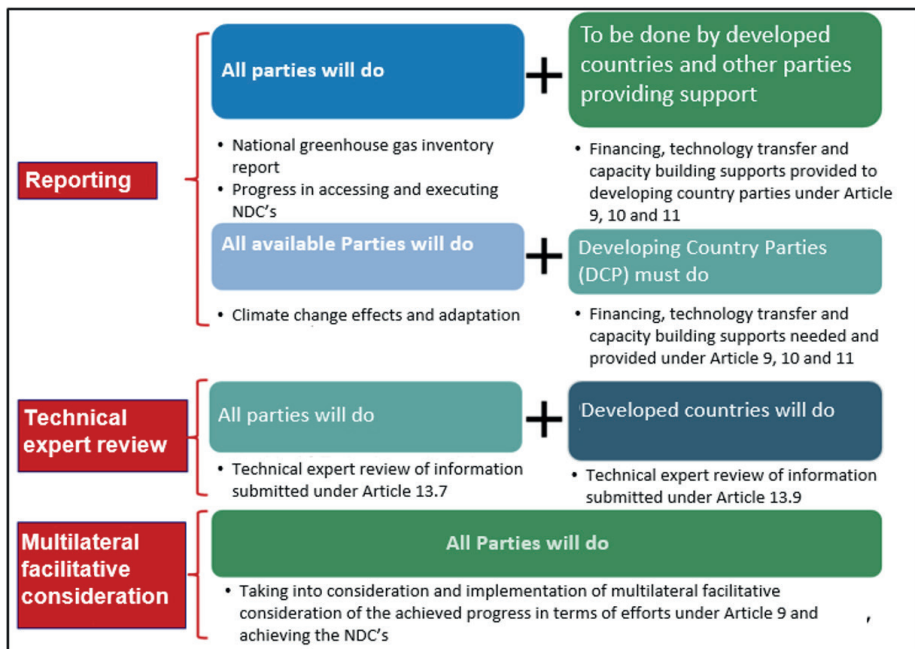 Reporting
All parties will do
To be done by developed
countries and other parties
providing support
• National greenhouse gas inventory
report
• Progress in accessing and executing
NDC's
• Financing, technology transfer and
capacity building supports provided to
developing country parties under Article
9, 10 and 11
All available Parties will do
Developing Country Parties
(DCP) must do
• Climate change effects and adaptation
• Financing, technology transfer and
capacity building supports needed and
provided under Article 9, 10 and 11
Technical
expert review
All parties will do
Developed countries will do
• Technical expert review of information
submitted under Article 13.7
• Technical expert review of information
submitted under Article 13.9
Multilateral
facilitative
consideration
All Parties will do
• Taking into consideration and implementation of multilateral facilitative
consideration of the achieved progress in terms of efforts under Article 9 and
achieving the NDC's